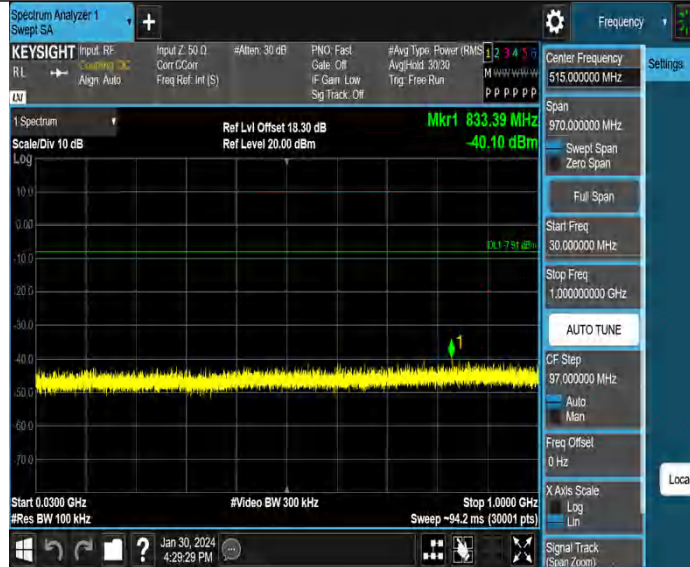 Spectrum Analyzer 1
Swept SA
+
Frequency
KEYSIGHT
RL
Input: RF
Coupling: DC
Align: Auto
Input Z: 50 Ω
Corr CCorr
Freq Ref: Int (S)
#Atten: 30 dB
PNO: Fast
Gate: Off
IF Gain: Low
Sig Track: Off
#Avg Type: Power (RMS
Avg|Hold: 30/30
Trig: Free Run
1 2 3 4 5 6
M W W W W W
P P P P P P
LXI
1 Spectrum
Scale/Div 10 dB
Log
Ref Lvl Offset 18.30 dB
Ref Level 20.00 dBm
Mkr1 833.39 MHz
-40.10 dBm
10.0
0.00
DL1 -7.91 dBm
-10.0
-20.0
-30.0
1
-40.0
-50.0
-60.0
-70.0
Start 0.0300 GHz
#Res BW 100 kHz
#Video BW 300 kHz
Stop 1.0000 GHz
Sweep ~94.2 ms (30001 pts)
?
Jan 30, 2024
4:29:29 PM
Center Frequency
515.000000 MHz
Settings
Span
970.000000 MHz
Swept Span
Zero Span
Full Span
Start Freq
30.000000 MHz
Stop Freq
1.000000000 GHz
AUTO TUNE
CF Step
97.000000 MHz
Auto
Man
Freq Offset
0 Hz
X Axis Scale
Log
Lin
Loca
Signal Track
(Span Zoom)